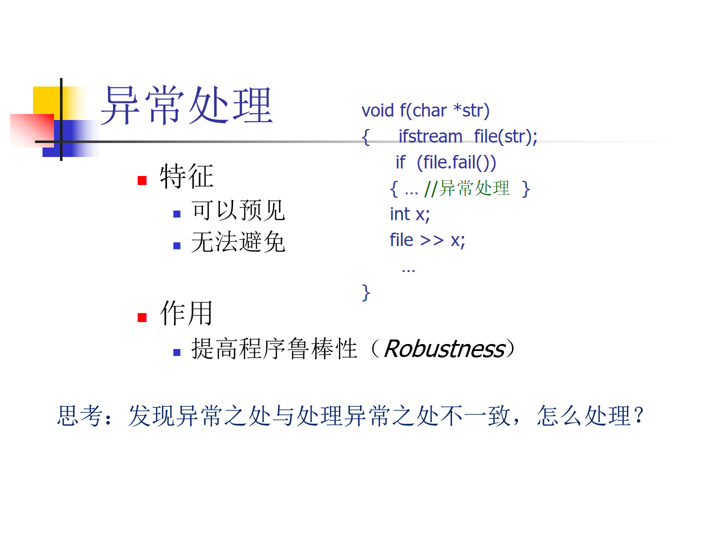 异常处理
特征
可以预见
无法避免
作用
提高程序鲁棒性（Robustness）
void f(char *str)
{ ifstream file(str);
if (file.fail())
{ … //异常处理 }
int x;
file >> x;
…
}
思考：发现异常之处与处理异常之处不一致，怎么处理？